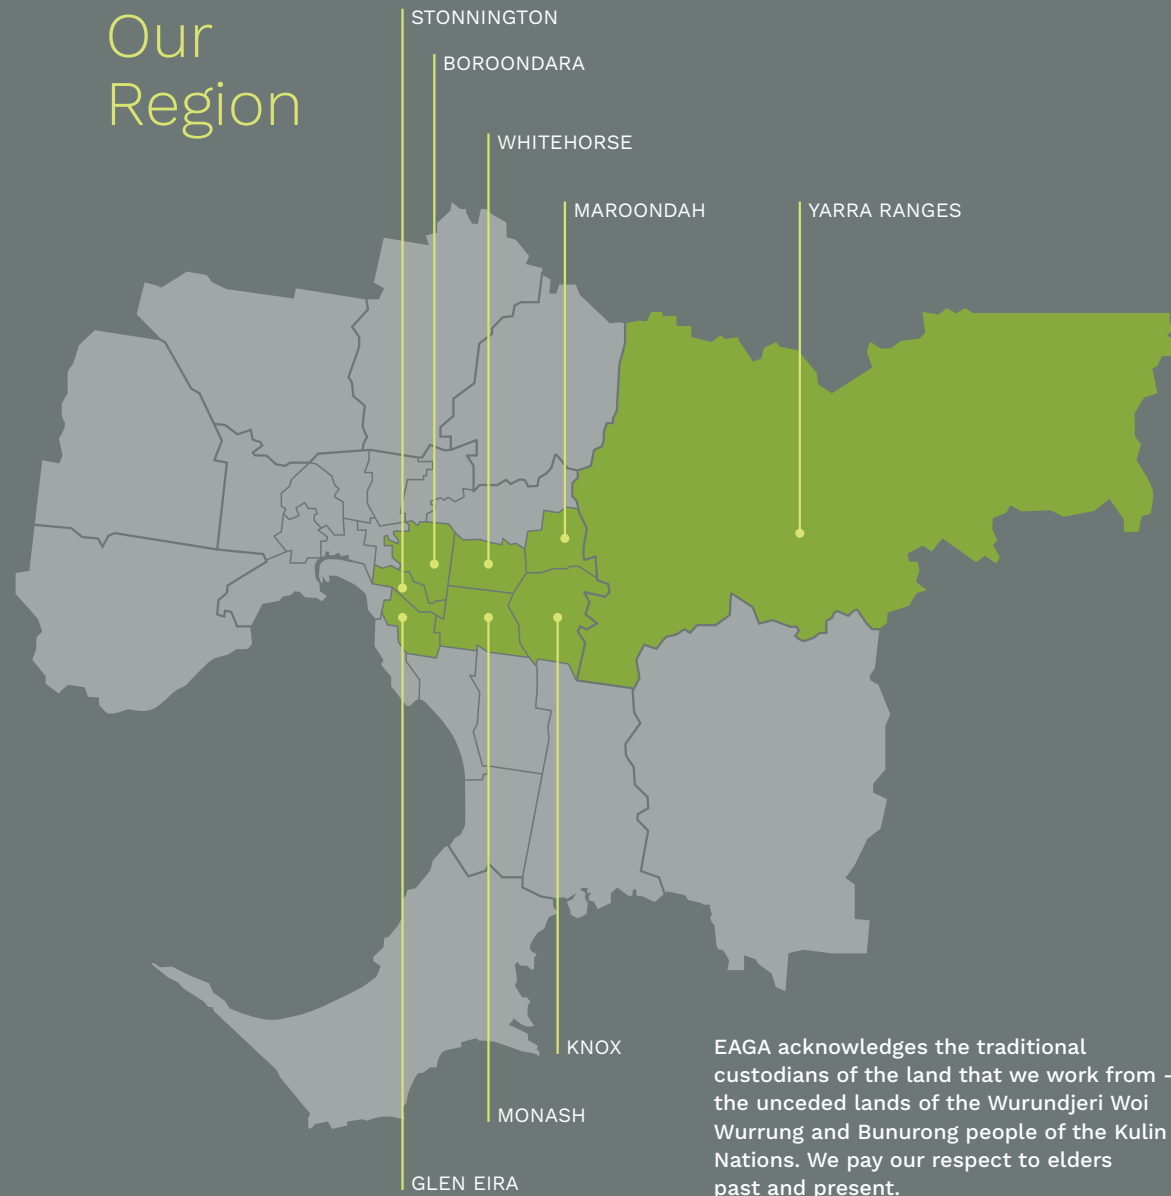 Our
Region
STONNINGTON
BOROONDARA
WHITEHORSE
MAROONDAH
YARRA RANGES
KNOX
MONASH
GLEN EIRA
EAGA acknowledges the traditional
custodians of the land that we work from -
the unceded lands of the Wurundjeri Woi
Wurrung and Bunurong people of the Kulin
Nations. We pay our respect to elders
past and present.